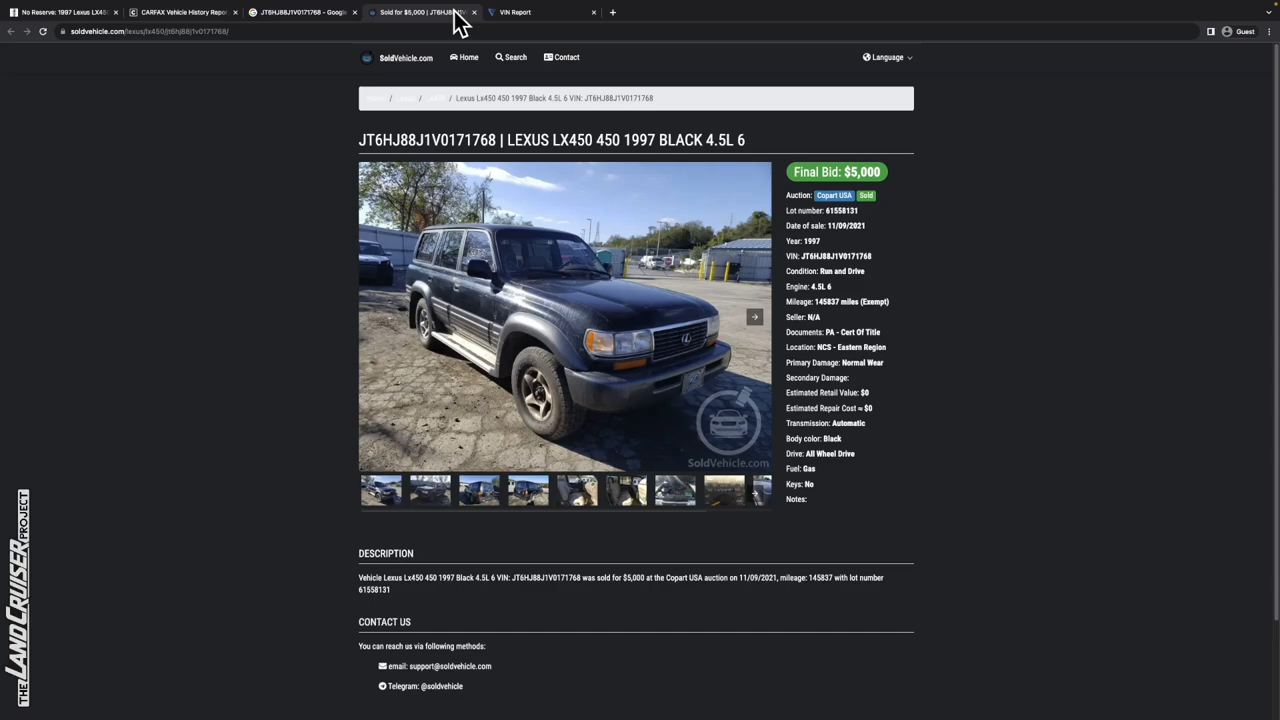 No Reserve: 1997 Lexus LX45
CARFAX Vehicle History Repor
JT6HJ88J1V0171768 - Google
Sold for $5,000 | JT6HJ
VIN Report
soldvehicle.com/lexus/lx450/jt6hj88j1v0171768/
Guest
SoldVehicle.com
Home
Search
Contact
Language
/ / / Lexus Lx450 450 1997 Black 4.5L 6 VIN: JT6HJ88J1V0171768
JT6HJ88J1V0171768 | LEXUS LX450 450 1997 BLACK 4.5L 6
Final Bid: $5,000
Auction: Copart USA Sold
Lot number: 61558131
Date of sale: 11/09/2021
Year: 1997
VIN: JT6HJ88J1V0171768
Condition: Run and Drive
Engine: 4.5L 6
Mileage: 145837 miles (Exempt)
Seller: N/A
Documents: PA - Cert Of Title
Location: NCS - Eastern Region
Primary Damage: Normal Wear
Secondary Damage:
Estimated Retail Value: $0
Estimated Repair Cost ≈ $0
Transmission: Automatic
Body color: Black
Drive: All Wheel Drive
Fuel: Gas
Keys: No
Notes:
SoldVehicle.com
DESCRIPTION
Vehicle Lexus Lx450 450 1997 Black 4.5L 6 VIN: JT6HJ88J1V0171768 was sold for $5,000 at the Copart USA auction on 11/09/2021, mileage: 145837 with lot number
61558131
CONTACT US
You can reach us via following methods:
email: support@soldvehicle.com
Telegram: @soldvehicle
THE LAND CRUISER PROJECT